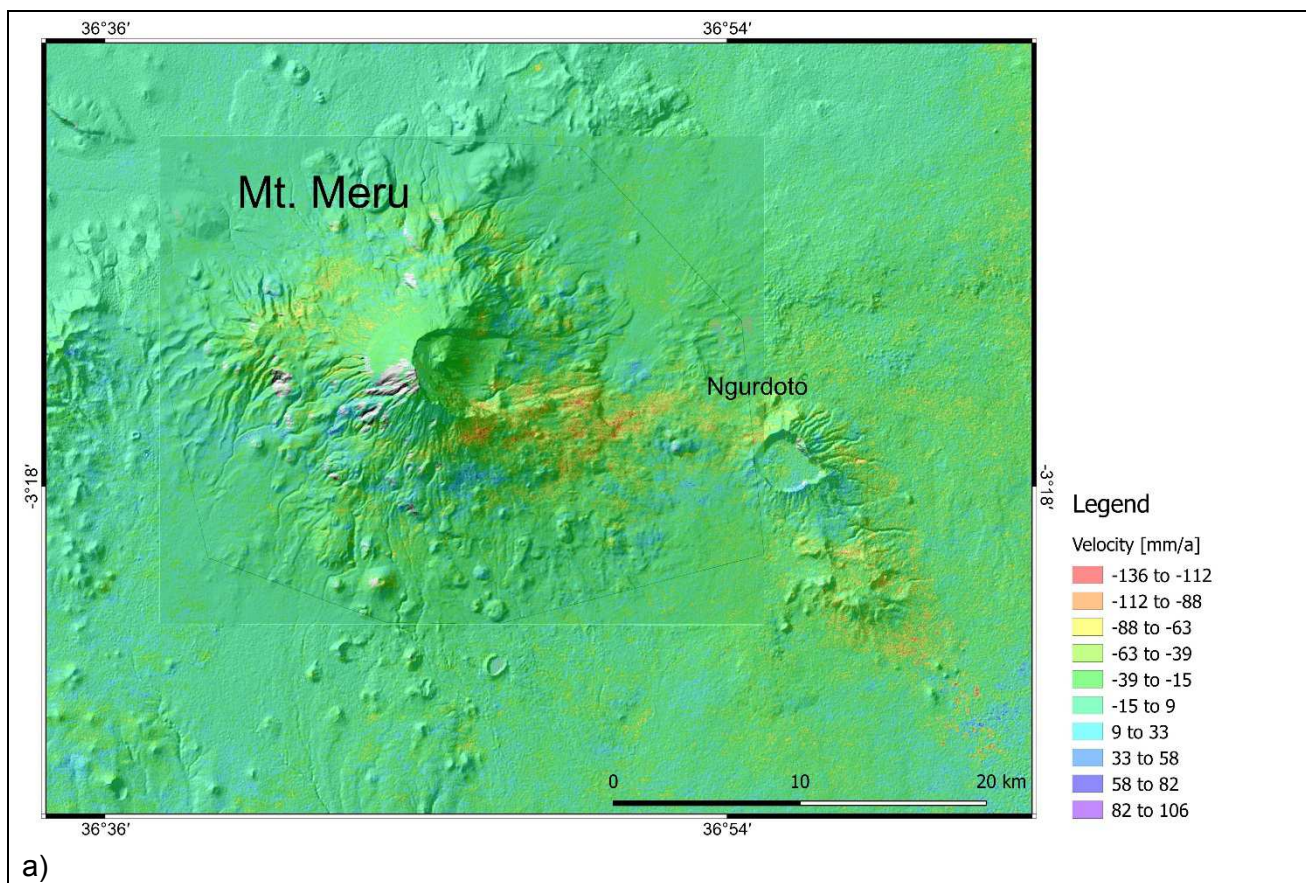 36°36′ 36°54′
Mt. Meru
Ngurdoto
-3°18′ -3°18′
Legend
Velocity [mm/a]
-136 to -112
-112 to -88
-88 to -63
-63 to -39
-39 to -15
-15 to 9
9 to 33
33 to 58
58 to 82
82 to 106
0 10 20 km
36°36′ 36°54′
a)